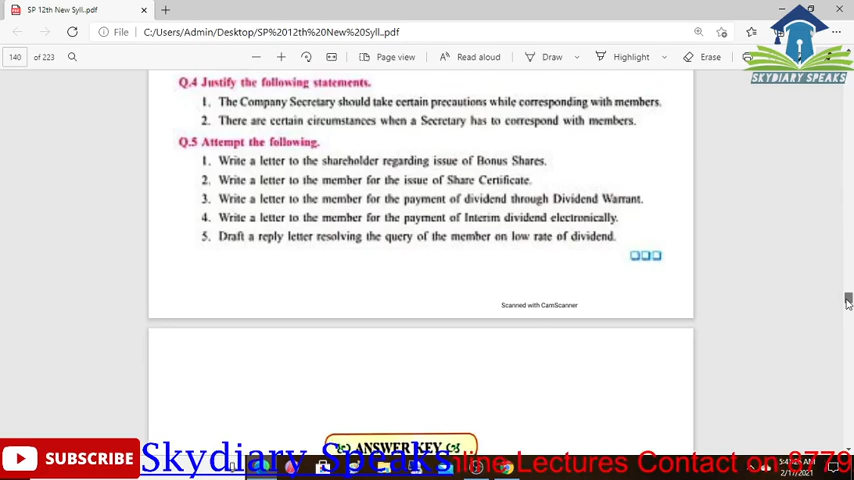 SP 12th New Syll..pdf
File
C:/Users/Admin/Desktop/SP%2012th%20New%20Syll..pdf
140 of 223
Page view
Read aloud
Draw
Highlight
Erase
SKYDIARY SPEAKS
Q.4 Justify the following statements.
1. The Company Secretary should take certain precautions while corresponding with members.
2. There are certain circumstances when a Secretary has to correspond with members.
Q.5 Attempt the following.
1. Write a letter to the shareholder regarding issue of Bonus Shares.
2. Write a letter to the member for the issue of Share Certificate.
3. Write a letter to the member for the payment of dividend through Dividend Warrant.
4. Write a letter to the member for the payment of Interim dividend electronically.
5. Draft a reply letter resolving the query of the member on low rate of dividend.
Scanned with CamScanner
ANSWER KEY
SUBSCRIBE
Skydiary Speaks
nline Lectures Contact on 8779
2/17/2021